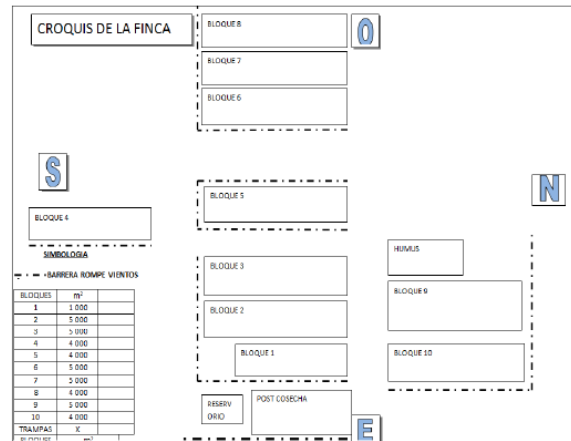 CROQUIS DE LA FINCA
BLOQUE 8
O
BLOQUE 7
BLOQUE 6
S
N
BLOQUE 5
BLOQUE 4
SIMBOLOGIA
BARRERA ROMPE VIENTOS
HUMUS
BLOQUE 3
BLOQUE 9
BLOQUE 2
BLOQUE 1
BLOQUE 10
RESERV
ORIO
POST COSECHA
E
BLOQUES m²
1 1 000
2 5 000
3 5 000
4 4 000
5 4 000
6 5 000
7 5 000
8 4 000
9 5 000
10 4 000
TRAMPAS X
BLOQUES m²